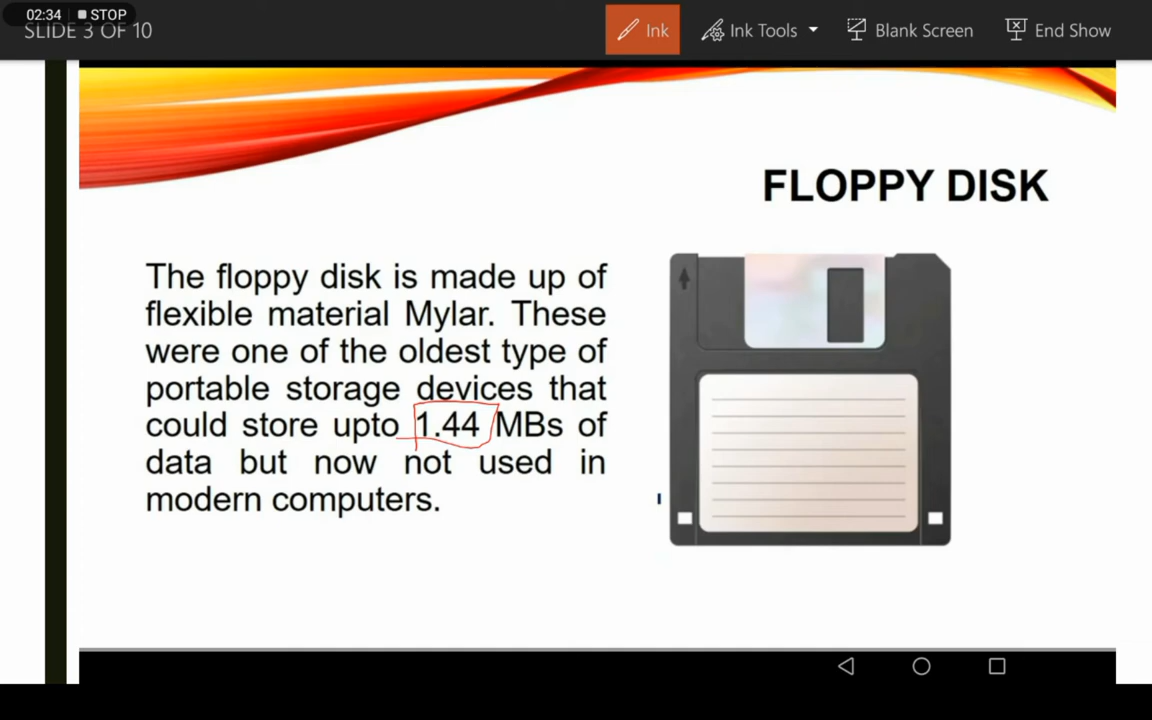 02:34 STOP
SLIDE 3 OF 10
Ink
Ink Tools
Blank Screen
End Show
FLOPPY DISK
The floppy disk is made up of
flexible material Mylar. These
were one of the oldest type of
portable storage devices that
could store upto 1.44 MBs of
data but now not used in
modern computers.